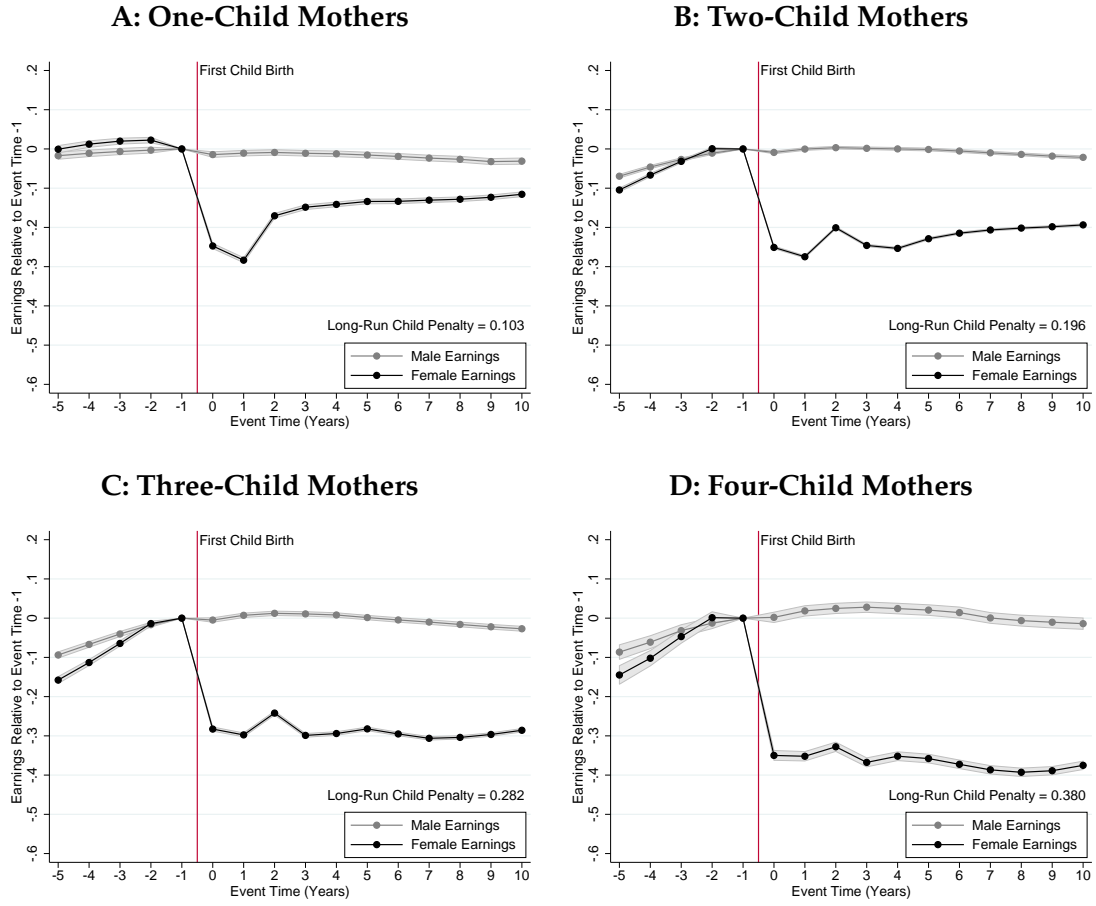 A: One-Child Mothers
First Child Birth
Earnings Relative to Event Time -1
.2
.1
0
-.1
-.2
-.3
-.4
-.5
-.6
Long-Run Child Penalty = 0.103
Male Earnings
Female Earnings
-5 -4 -3 -2 -1 0 1 2 3 4 5 6 7 8 9 10
Event Time (Years)
B: Two-Child Mothers
First Child Birth
Earnings Relative to Event Time -1
.2
.1
0
-.1
-.2
-.3
-.4
-.5
-.6
Long-Run Child Penalty = 0.196
Male Earnings
Female Earnings
-5 -4 -3 -2 -1 0 1 2 3 4 5 6 7 8 9 10
Event Time (Years)
C: Three-Child Mothers
First Child Birth
Earnings Relative to Event Time -1
.2
.1
0
-.1
-.2
-.3
-.4
-.5
-.6
Long-Run Child Penalty = 0.282
Male Earnings
Female Earnings
-5 -4 -3 -2 -1 0 1 2 3 4 5 6 7 8 9 10
Event Time (Years)
D: Four-Child Mothers
First Child Birth
Earnings Relative to Event Time -1
.2
.1
0
-.1
-.2
-.3
-.4
-.5
-.6
Long-Run Child Penalty = 0.380
Male Earnings
Female Earnings
-5 -4 -3 -2 -1 0 1 2 3 4 5 6 7 8 9 10
Event Time (Years)